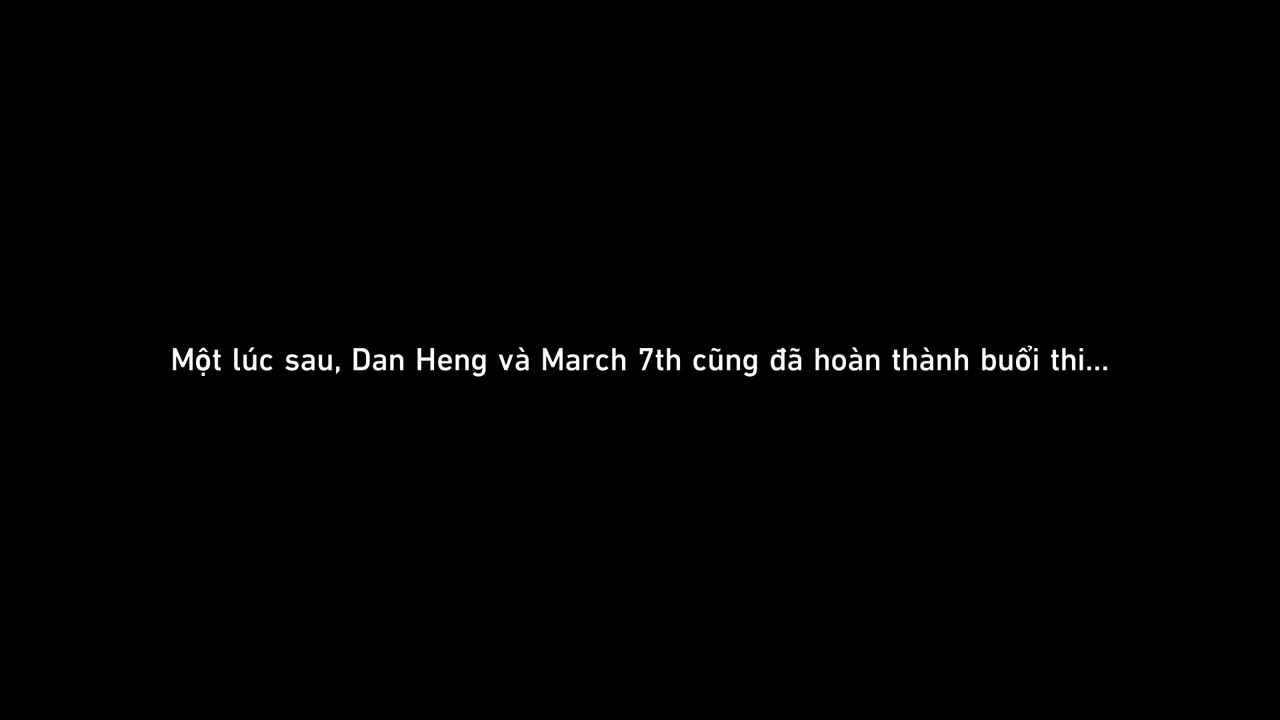 Một lúc sau, Dan Heng và March 7th cũng đã hoàn thành buổi thi...